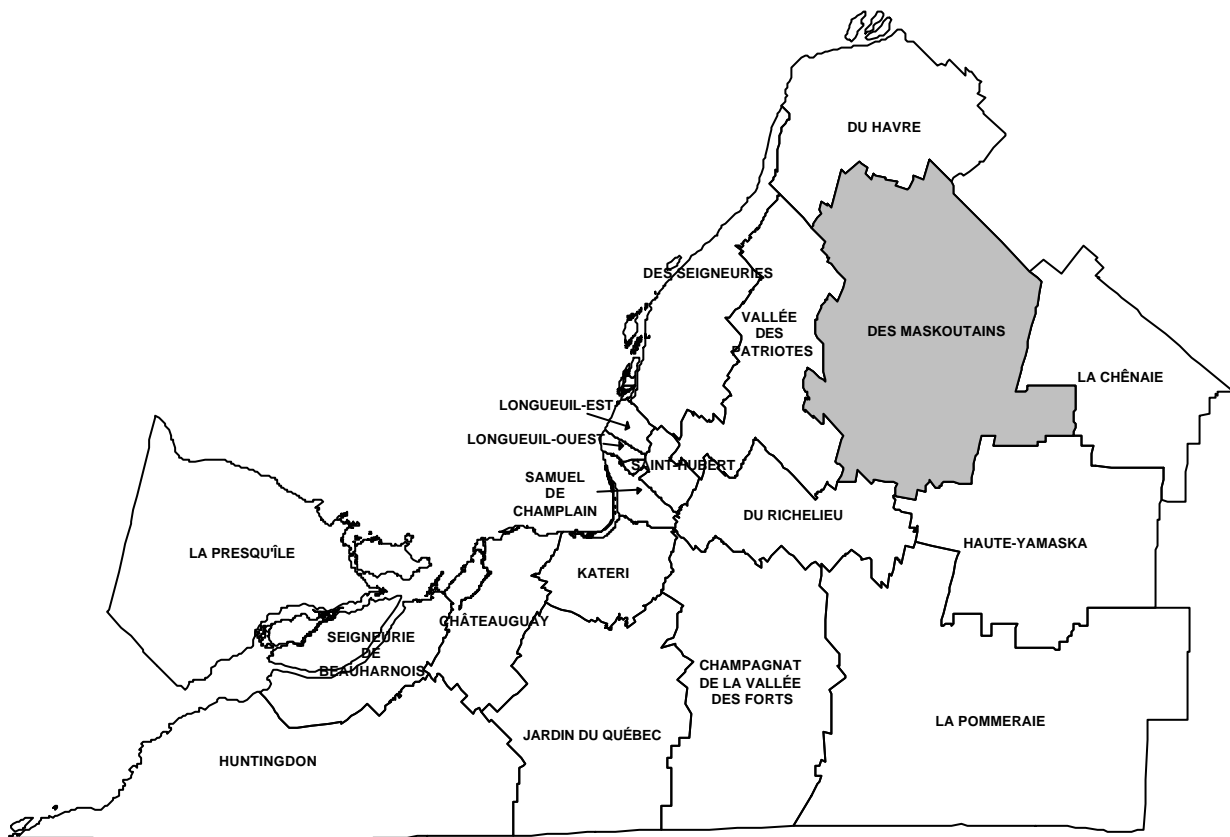 DU HAVRE
DES SEIGNEURIES
VALLÉE
DES
PATRIOTES
DES MASKOUTAINS
LA CHÊNAIE
LONGUEUIL-EST
LONGUEUIL-OUEST
SAINT-HUBERT
SAMUEL
DE
CHAMPLAIN
DU RICHELIEU
HAUTE-YAMASKA
LA PRESQU'ÎLE
KATERI
CHÂTEAUGUAY
SEIGNEURIE
DE
BEAUHARNOIS
CHAMPAGNAT
DE LA VALLÉE
DES FORTS
LA POMMERAIE
JARDIN DU QUÉBEC
HUNTINGDON